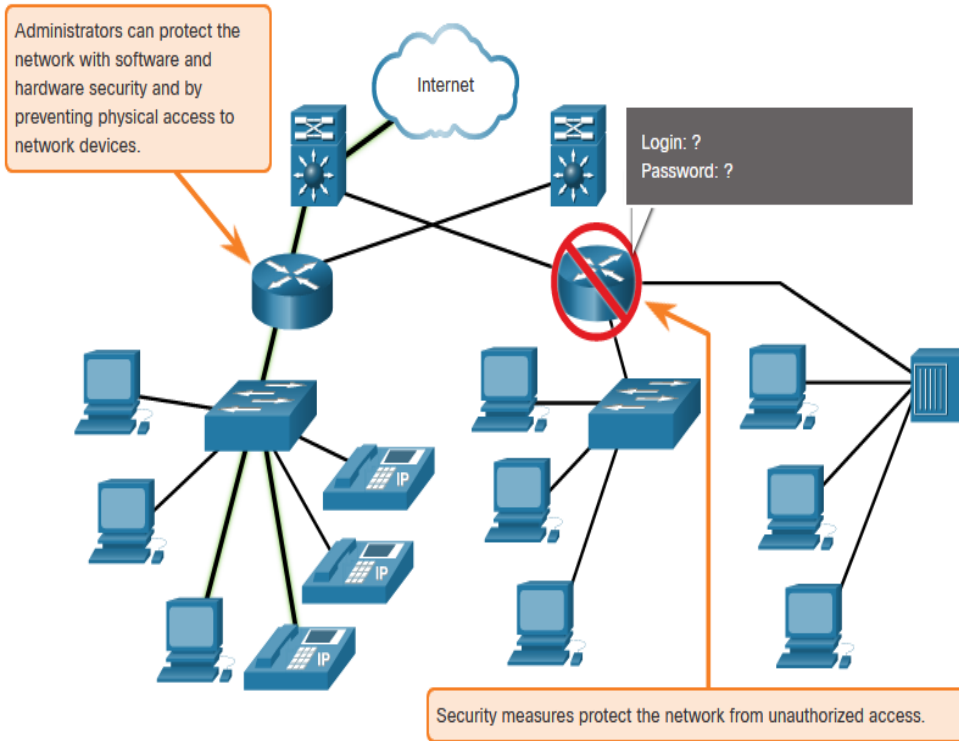 Administrators can protect the
network with software and
hardware security and by
preventing physical access to
network devices.
Internet
Login: ?
Password: ?
IP
IP
IP
Security measures protect the network from unauthorized access.